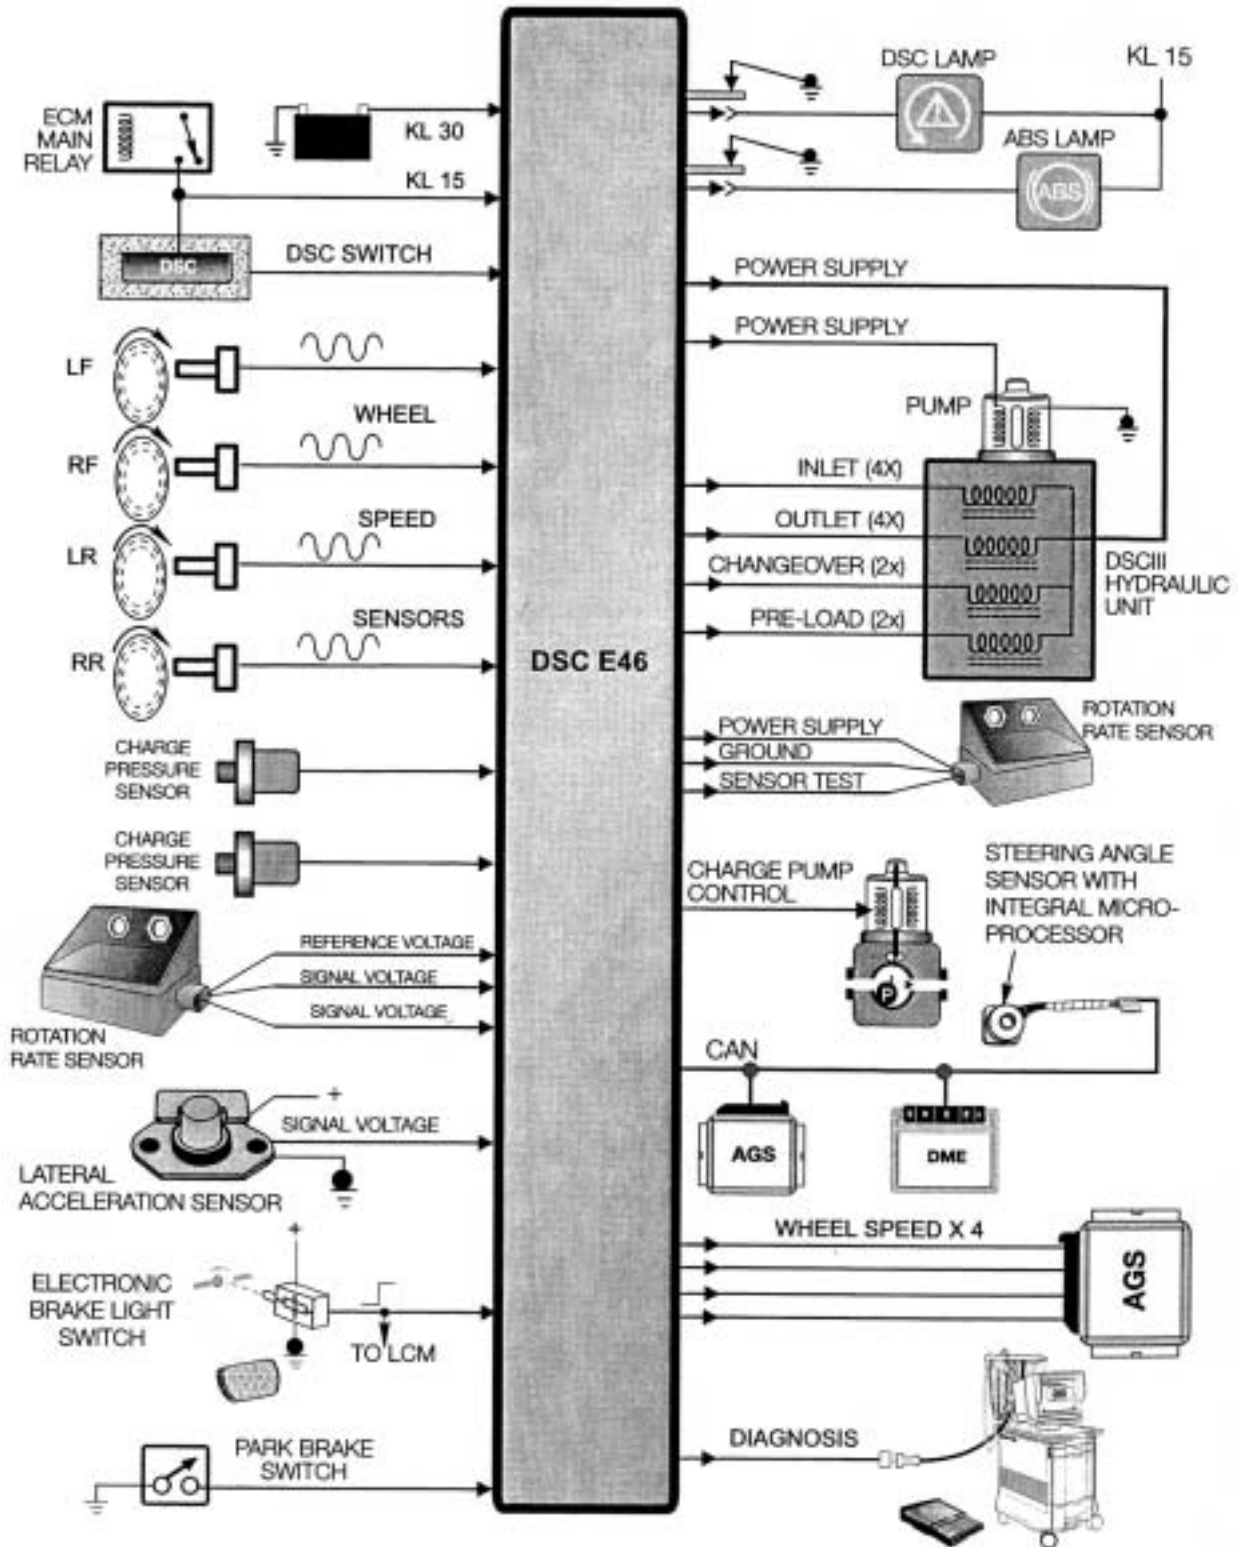 ECM
MAIN
RELAY
KL 30
KL 15
DSC
DSC SWITCH
LF
WHEEL
RF
SPEED
LR
SENSORS
RR
CHARGE
PRESSURE
SENSOR
CHARGE
PRESSURE
SENSOR
REFERENCE VOLTAGE
SIGNAL VOLTAGE
SIGNAL VOLTAGE
ROTATION
RATE SENSOR
SIGNAL VOLTAGE
LATERAL
ACCELERATION SENSOR
ELECTRONIC
BRAKE LIGHT
SWITCH
TO LCM
PARK BRAKE
SWITCH
DSC E46
DSC LAMP
KL 15
ABS LAMP
ABS
POWER SUPPLY
POWER SUPPLY
PUMP
INLET (4X)
OUTLET (4X)
CHANGEOVER (2x)
PRE-LOAD (2x)
DSCIII
HYDRAULIC
UNIT
POWER SUPPLY
GROUND
SENSOR TEST
ROTATION
RATE SENSOR
CHARGE PUMP
CONTROL
P
STEERING ANGLE
SENSOR WITH
INTEGRAL MICRO-
PROCESSOR
CAN
AGS
DME
WHEEL SPEED X 4
AGS
DIAGNOSIS